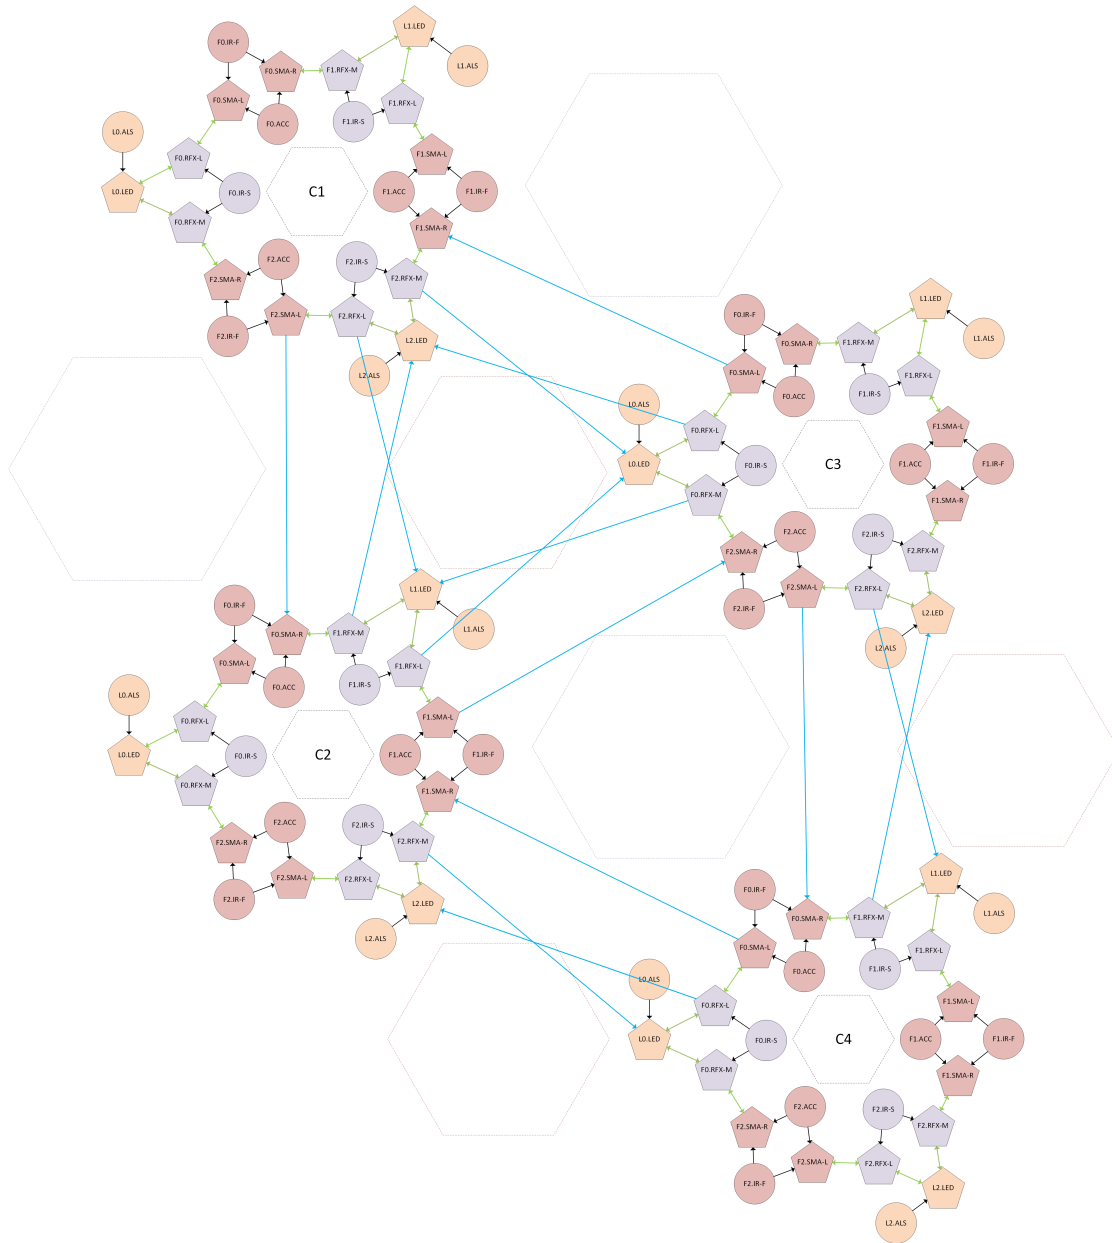 L1.LED
F0.IR-F
L1.ALS
F0.SMA-R
F1.RFX-M
F0.SMA-L
F1.RFX-L
F0.ACC
F1.IR-S
L0.ALS
F0.RFX-L
F1.SMA-L
L0.LED
F0.IR-S
C1
F1.ACC
F1.IR-F
F0.RFX-M
F1.SMA-R
F2.ACC
F2.IR-S
F2.SMA-R
F2.RFX-M
F2.SMA-L
F2.RFX-L
F2.IR-F
L2.LED
L2.ALS
L1.LED
F0.IR-F
L1.ALS
F0.SMA-R
F1.RFX-M
F0.SMA-L
F1.RFX-L
F0.ACC
F1.IR-S
L0.ALS
F0.RFX-L
F1.SMA-L
L0.LED
F0.IR-S
C3
F1.ACC
F1.IR-F
F0.RFX-M
F1.SMA-R
F2.ACC
F2.IR-S
F2.SMA-R
F2.RFX-M
F2.SMA-L
F2.RFX-L
F2.IR-F
L2.LED
L2.ALS
L1.LED
F0.IR-F
L1.ALS
F0.SMA-R
F1.RFX-M
F0.SMA-L
F1.RFX-L
F0.ACC
F1.IR-S
L0.ALS
F0.RFX-L
F1.SMA-L
L0.LED
F0.IR-S
C2
F1.ACC
F1.IR-F
F0.RFX-M
F1.SMA-R
F2.ACC
F2.IR-S
F2.SMA-R
F2.RFX-M
F2.SMA-L
F2.RFX-L
F2.IR-F
L2.LED
L2.ALS
L1.LED
F0.IR-F
L1.ALS
F0.SMA-R
F1.RFX-M
F0.SMA-L
F1.RFX-L
F0.ACC
F1.IR-S
L0.ALS
F0.RFX-L
F1.SMA-L
L0.LED
F0.IR-S
C4
F1.ACC
F1.IR-F
F0.RFX-M
F1.SMA-R
F2.ACC
F2.IR-S
F2.SMA-R
F2.RFX-M
F2.SMA-L
F2.RFX-L
F2.IR-F
L2.LED
L2.ALS